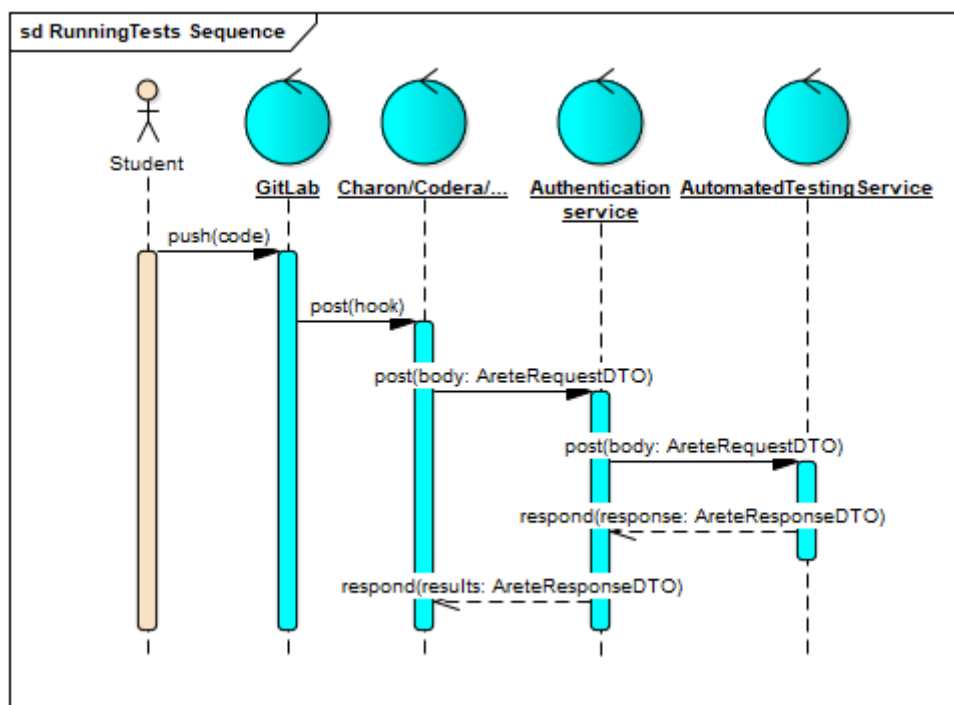 sd RunningTests Sequence
Student
GitLab
Charon/Codera/...
Authentication
service
AutomatedTestingService
push(code)
post(hook)
post(body: AreteRequestDTO)
post(body: AreteRequestDTO)
respond(response: AreteResponseDTO)
respond(results: AreteResponseDTO)